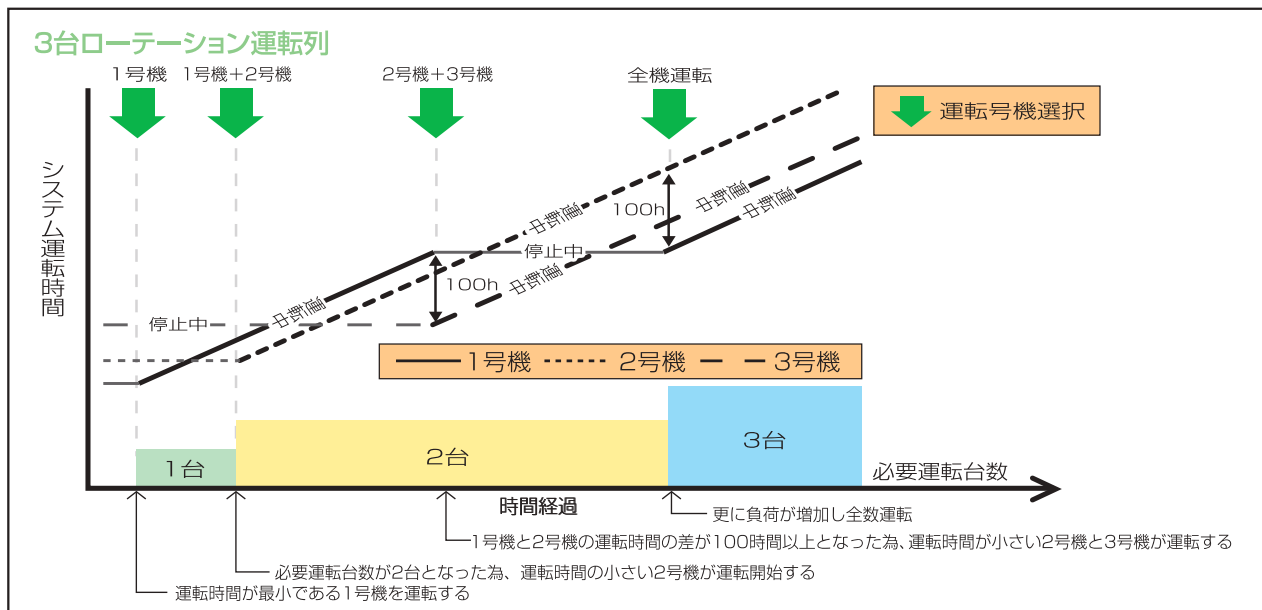 3台ローテーション運転列
1号機
1号機+2号機
2号機+3号機
全機運転
運転号機選択
システム運転時間
停止中
運転中
100h
運転中
運転中
停止中
100h
運転中
運転中
1号機 2号機 3号機
1台
2台
3台
必要運転台数
時間経過
更に負荷が増加し全数運転
1号機と2号機の運転時間の差が100時間以上となった為、運転時間が小さい2号機と3号機が運転する
必要運転台数が2台となった為、運転時間の小さい2号機が運転開始する
運転時間が最小である1号機を運転する